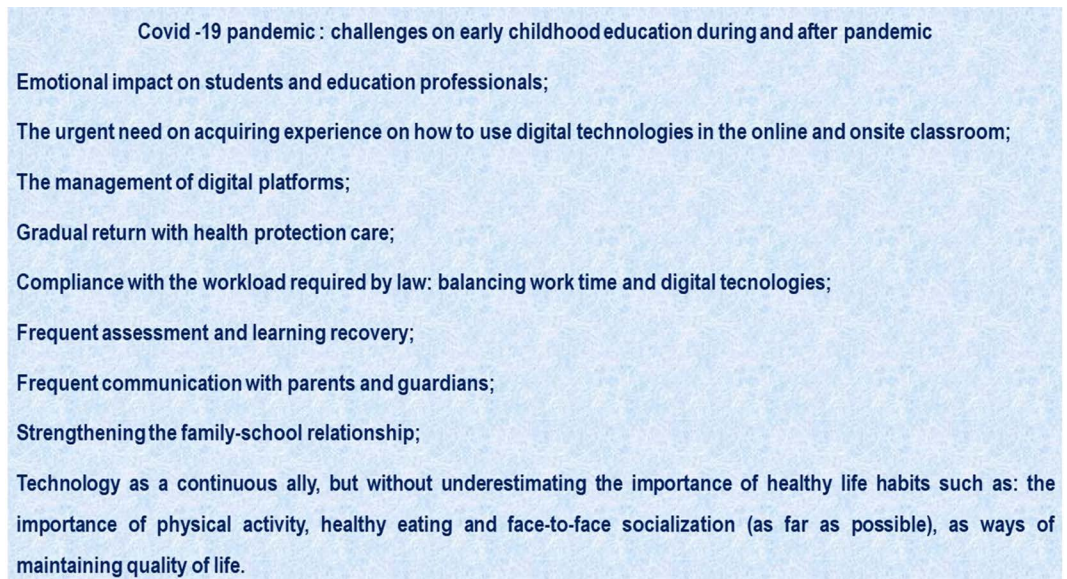 Covid -19 pandemic : challenges on early childhood education during and after pandemic
Emotional impact on students and education professionals;
The urgent need on acquiring experience on how to use digital technologies in the online and onsite classroom;
The management of digital platforms;
Gradual return with health protection care;
Compliance with the workload required by law: balancing work time and digital tecnologies;
Frequent assessment and learning recovery;
Frequent communication with parents and guardians;
Strengthening the family-school relationship;
Technology as a continuous ally, but without underestimating the importance of healthy life habits such as: the
importance of physical activity, healthy eating and face-to-face socialization (as far as possible), as ways of
maintaining quality of life.